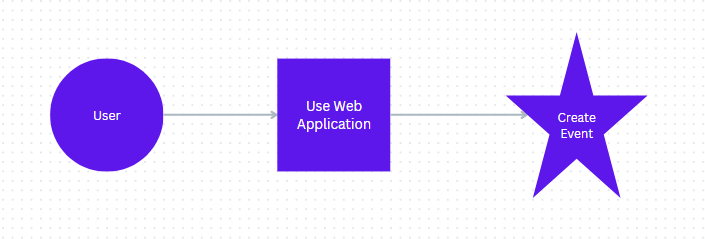 User
Use Web
Application
Create
Event